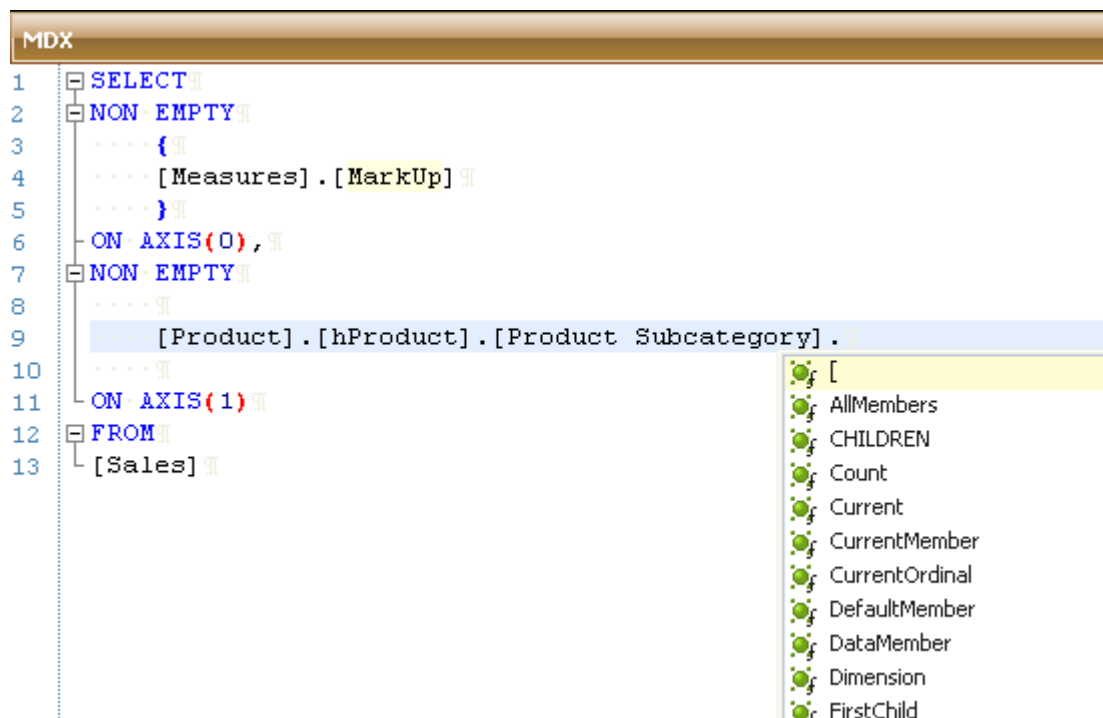 MDX
1 SELECT¶
2 NON·EMPTY¶
3 ····{¶
4 ····[Measures].[MarkUp]¶
5 ····}¶
6 ON·AXIS(0),¶
7 NON·EMPTY¶
8 ····¶
9 ····[Product].[hProduct].[Product Subcategory].¶
10 ····¶
11 ON·AXIS(1)¶
12 FROM¶
13 [Sales]¶
[
AllMembers
CHILDREN
Count
Current
CurrentMember
CurrentOrdinal
DefaultMember
DataMember
Dimension
FirstChild